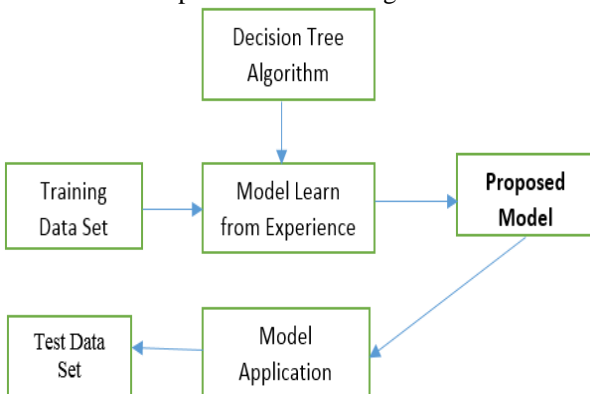 Decision Tree
Algorithm
Training
Data Set
Model Learn
from Experience
Proposed
Model
Test Data
Set
Model
Application